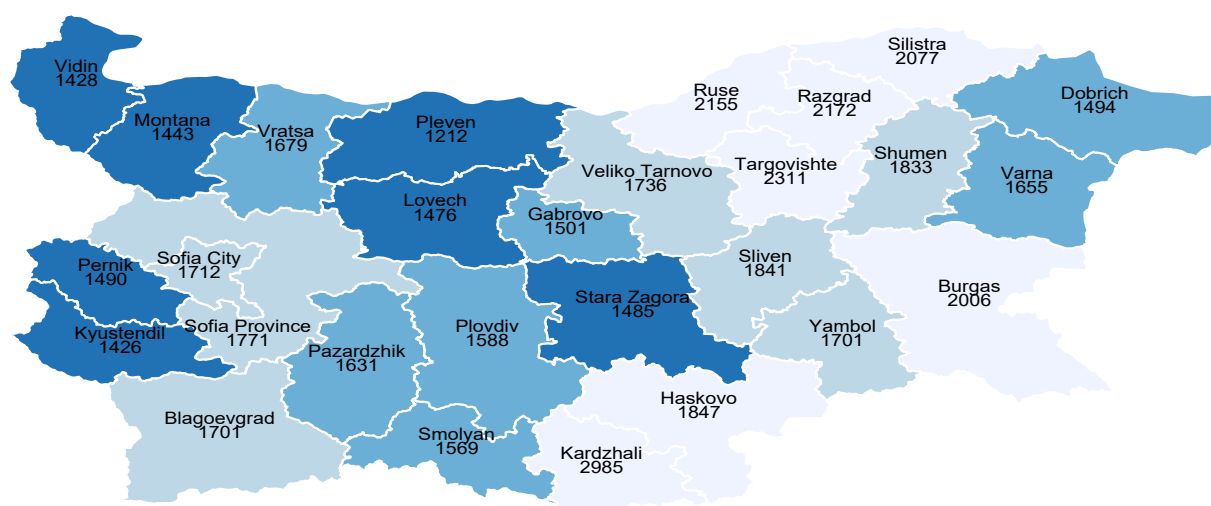 Silistra
2077
Vidin
1428
Ruse
2155
Razgrad
2172
Dobrich
1494
Montana
1443
Vratsa
1679
Pleven
1212
Veliko Tarnovo
1736
Targovishte
2311
Shumen
1833
Varna
1655
Lovech
1476
Gabrovo
1501
Pernik
1490
Sofia City
1712
Sliven
1841
Burgas
2006
Stara Zagora
1485
Kyustendil
1426
Sofia Province
1771
Pazardzhik
1631
Plovdiv
1588
Yambol
1701
Haskovo
1847
Blagoevgrad
1701
Smolyan
1569
Kardzhali
2985